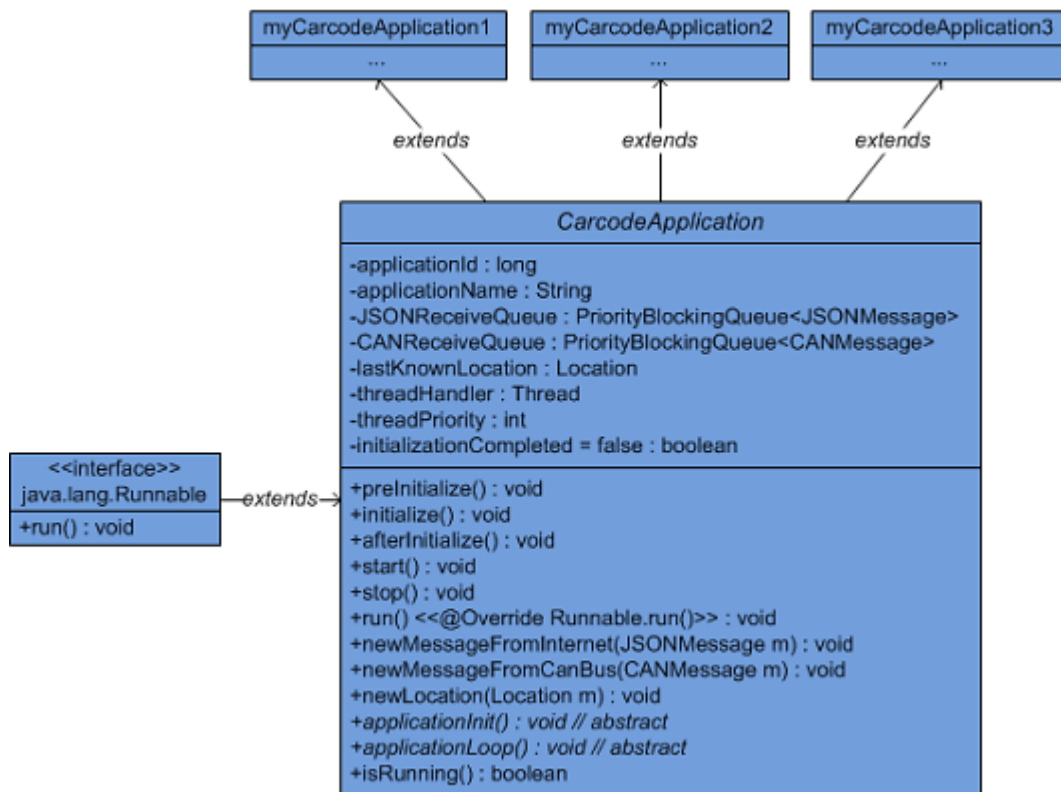 myCarcodeApplication1
...
myCarcodeApplication2
...
myCarcodeApplication3
...
extends
extends
extends
CarcodeApplication
-applicationId : long
-applicationName : String
-JSONReceiveQueue : PriorityBlockingQueue<JSONMessage>
-CANReceiveQueue : PriorityBlockingQueue<CANMessage>
-lastKnownLocation : Location
-threadHandler : Thread
-threadPriority : int
-initializationCompleted = false : boolean
<<interface>>
java.lang.Runnable
+run() : void
extends
+preInitialize() : void
+initialize() : void
+afterInitialize() : void
+start() : void
+stop() : void
+run() <<@Override Runnable.run()>> : void
+newMessageFromInternet(JSONMessage m) : void
+newMessageFromCanBus(CANMessage m) : void
+newLocation(Location m) : void
+applicationInit() : void // abstract
+applicationLoop() : void // abstract
+isRunning() : boolean